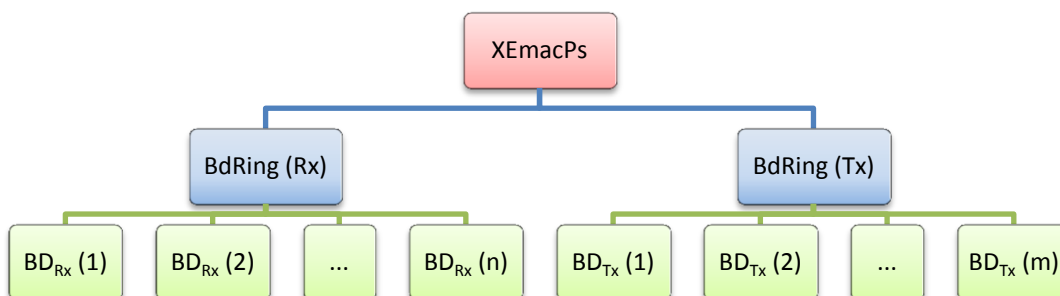 XEmacPs
BdRing (Rx)
BdRing (Tx)
BDRx (1)
BDRx (2)
...
BDRx (n)
BDTx (1)
BDTx (2)
...
BDTx (m)